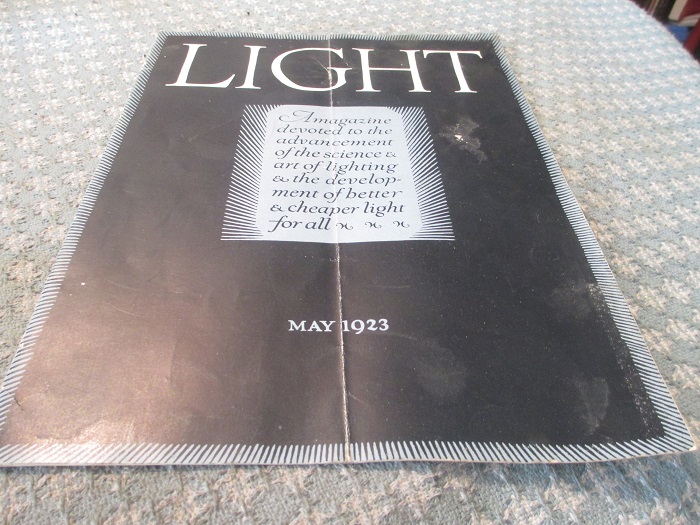 LIGHT
A magazine
devoted to the
advancement
of the science &
art of lighting
& the develop-
ment of better
& cheaper light
for all
MAY 1923